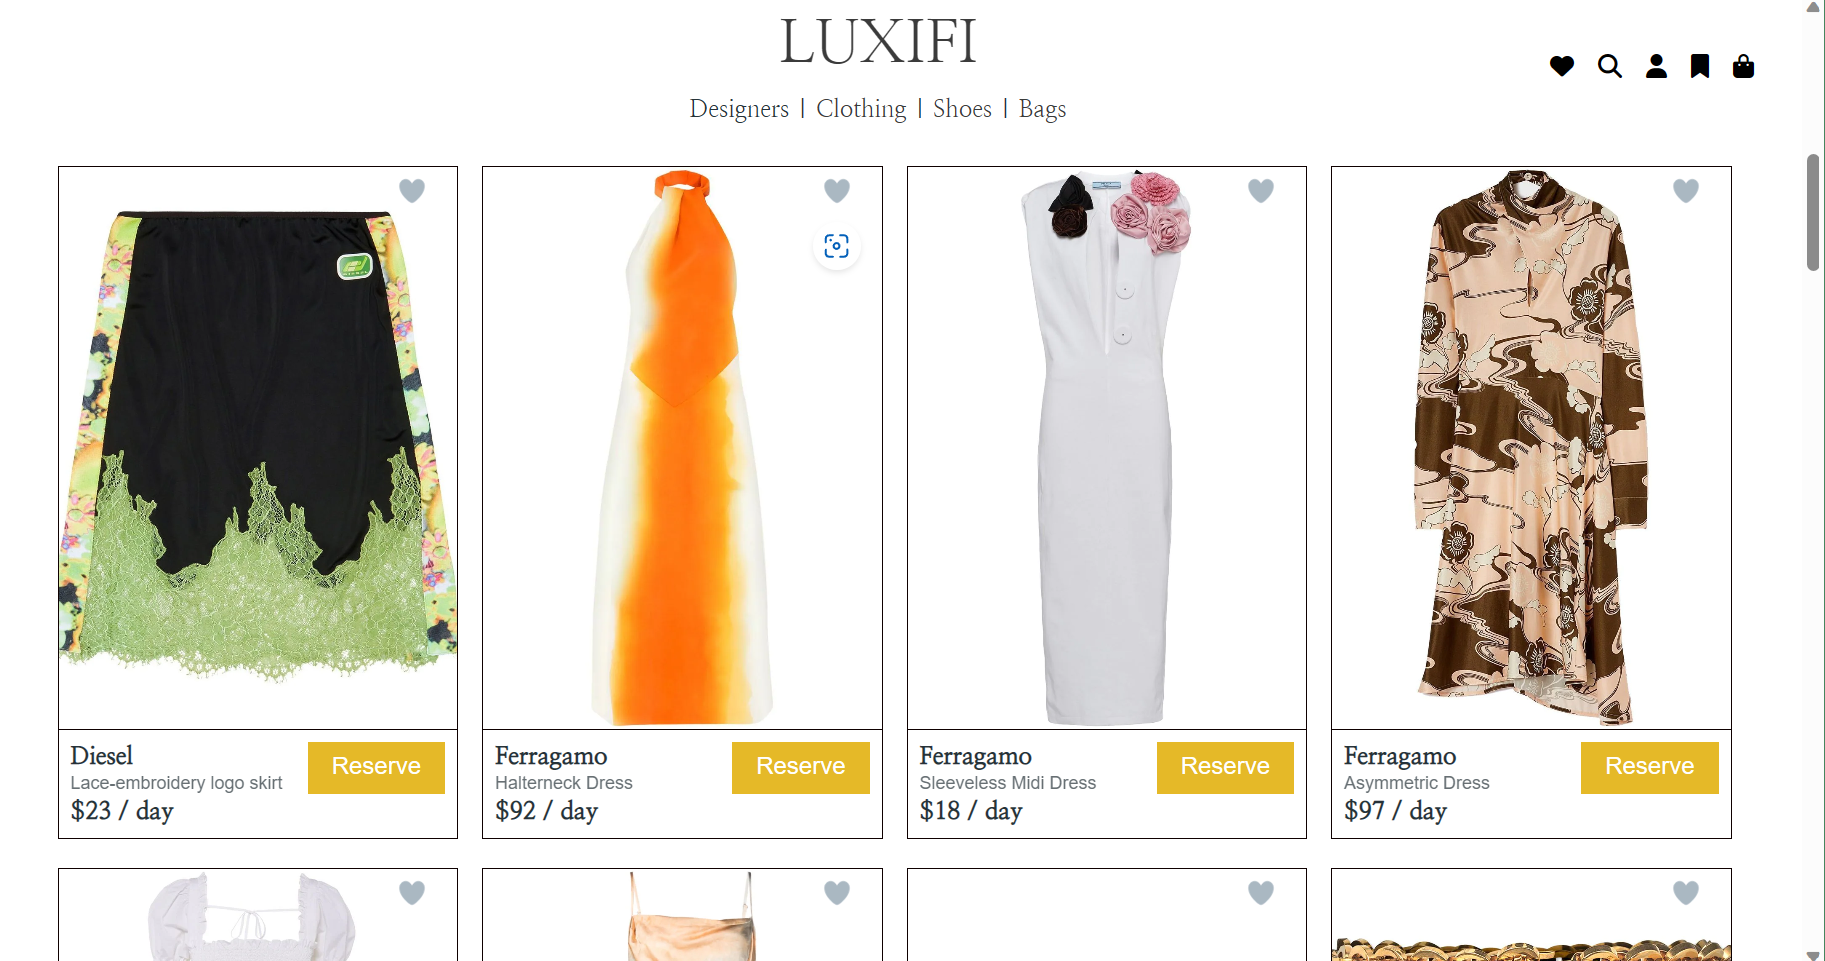 LUXIFI
Designers | Clothing | Shoes | Bags
Diesel
Lace-embroidery logo skirt
$23 / day
Reserve
Ferragamo
Halterneck Dress
$92 / day
Reserve
Ferragamo
Sleeveless Midi Dress
$18 / day
Reserve
Ferragamo
Asymmetric Dress
$97 / day
Reserve